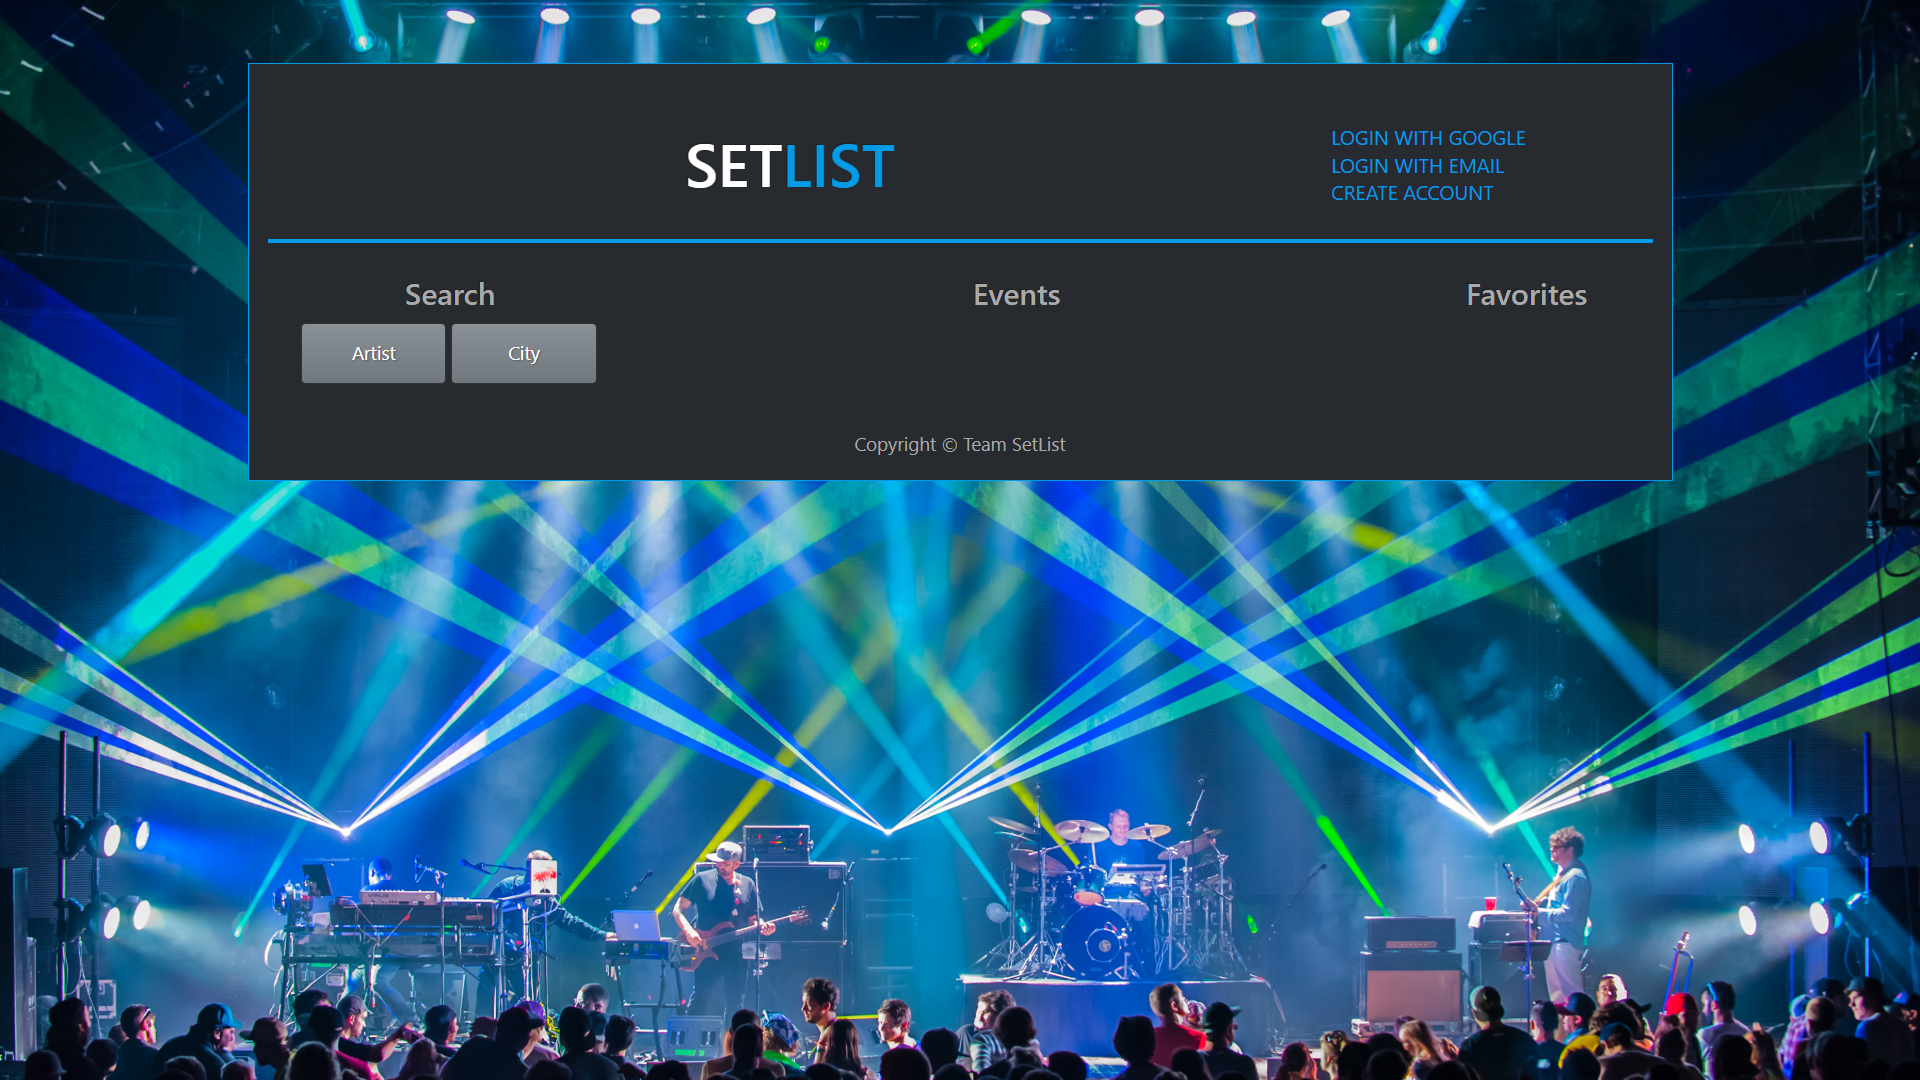 SETLIST
LOGIN WITH GOOGLE
LOGIN WITH EMAIL
CREATE ACCOUNT
Search
Events
Favorites
Artist
City
Copyright © Team SetList